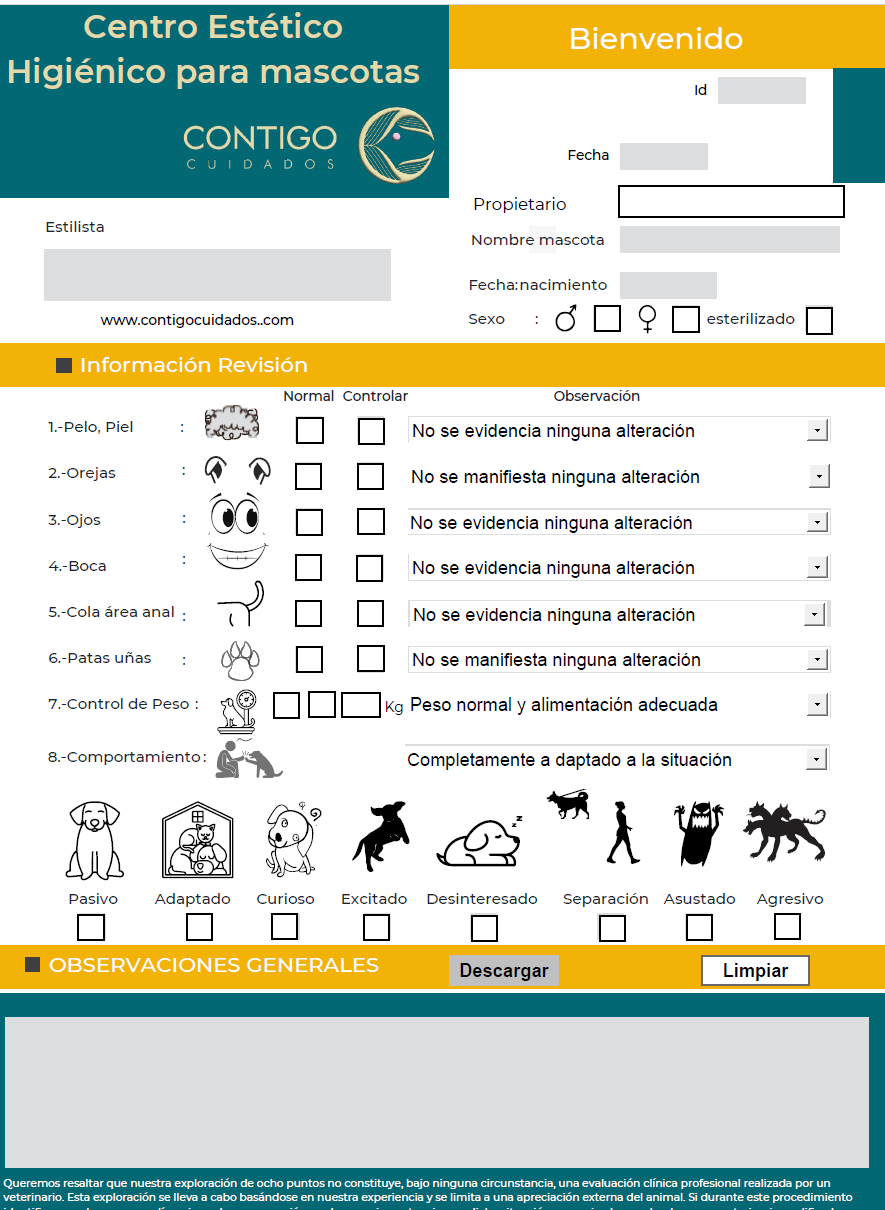 Centro Estético
Higiénico para mascotas
CONTIGO
CUIDADOS
Bienvenido
Id
Fecha
Propietario
Nombre mascota
Fecha:nacimiento
Sexo : esterilizado
Estilista
www.contigocuidados..com
Información Revisión
Normal Controlar Observación
1.-Pelo, Piel : No se evidencia ninguna alteración
2.-Orejas : No se manifiesta ninguna alteración
3.-Ojos : No se evidencia ninguna alteración
4.-Boca : No se evidencia ninguna alteración
5.-Cola área anal : No se evidencia ninguna alteración
6.-Patas uñas : No se manifiesta ninguna alteración
7.-Control de Peso : Kg Peso normal y alimentación adecuada
8.-Comportamiento: Completamente a daptado a la situación
z z z
Pasivo Adaptado Curioso Excitado Desinteresado Separación Asustado Agresivo
OBSERVACIONES GENERALES Descargar Limpiar
Queremos resaltar que nuestra exploración de ocho puntos no constituye, bajo ninguna circunstancia, una evaluación clínica profesional realizada por un
veterinario. Esta exploración se lleva a cabo basándose en nuestra experiencia y se limita a una apreciación externa del animal. Si durante este procedimiento